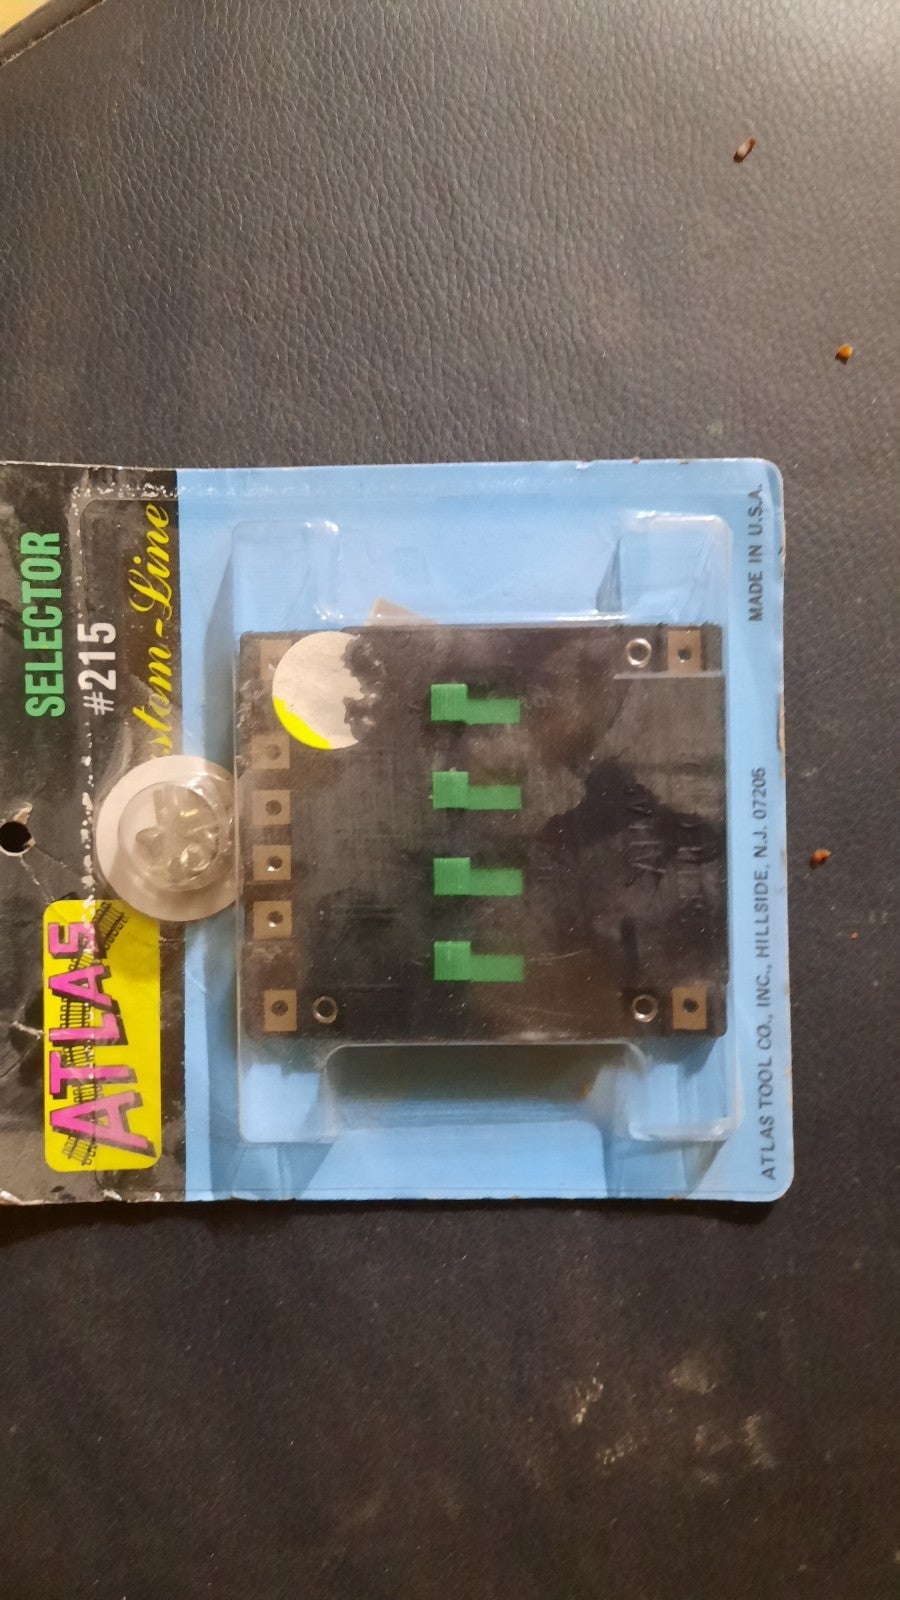 SELECTOR
#215
stom-Line
ATLAS
MADE IN U.S.A.
ATLAS TOOL CO., INC., HILLSIDE, N.J. 07205